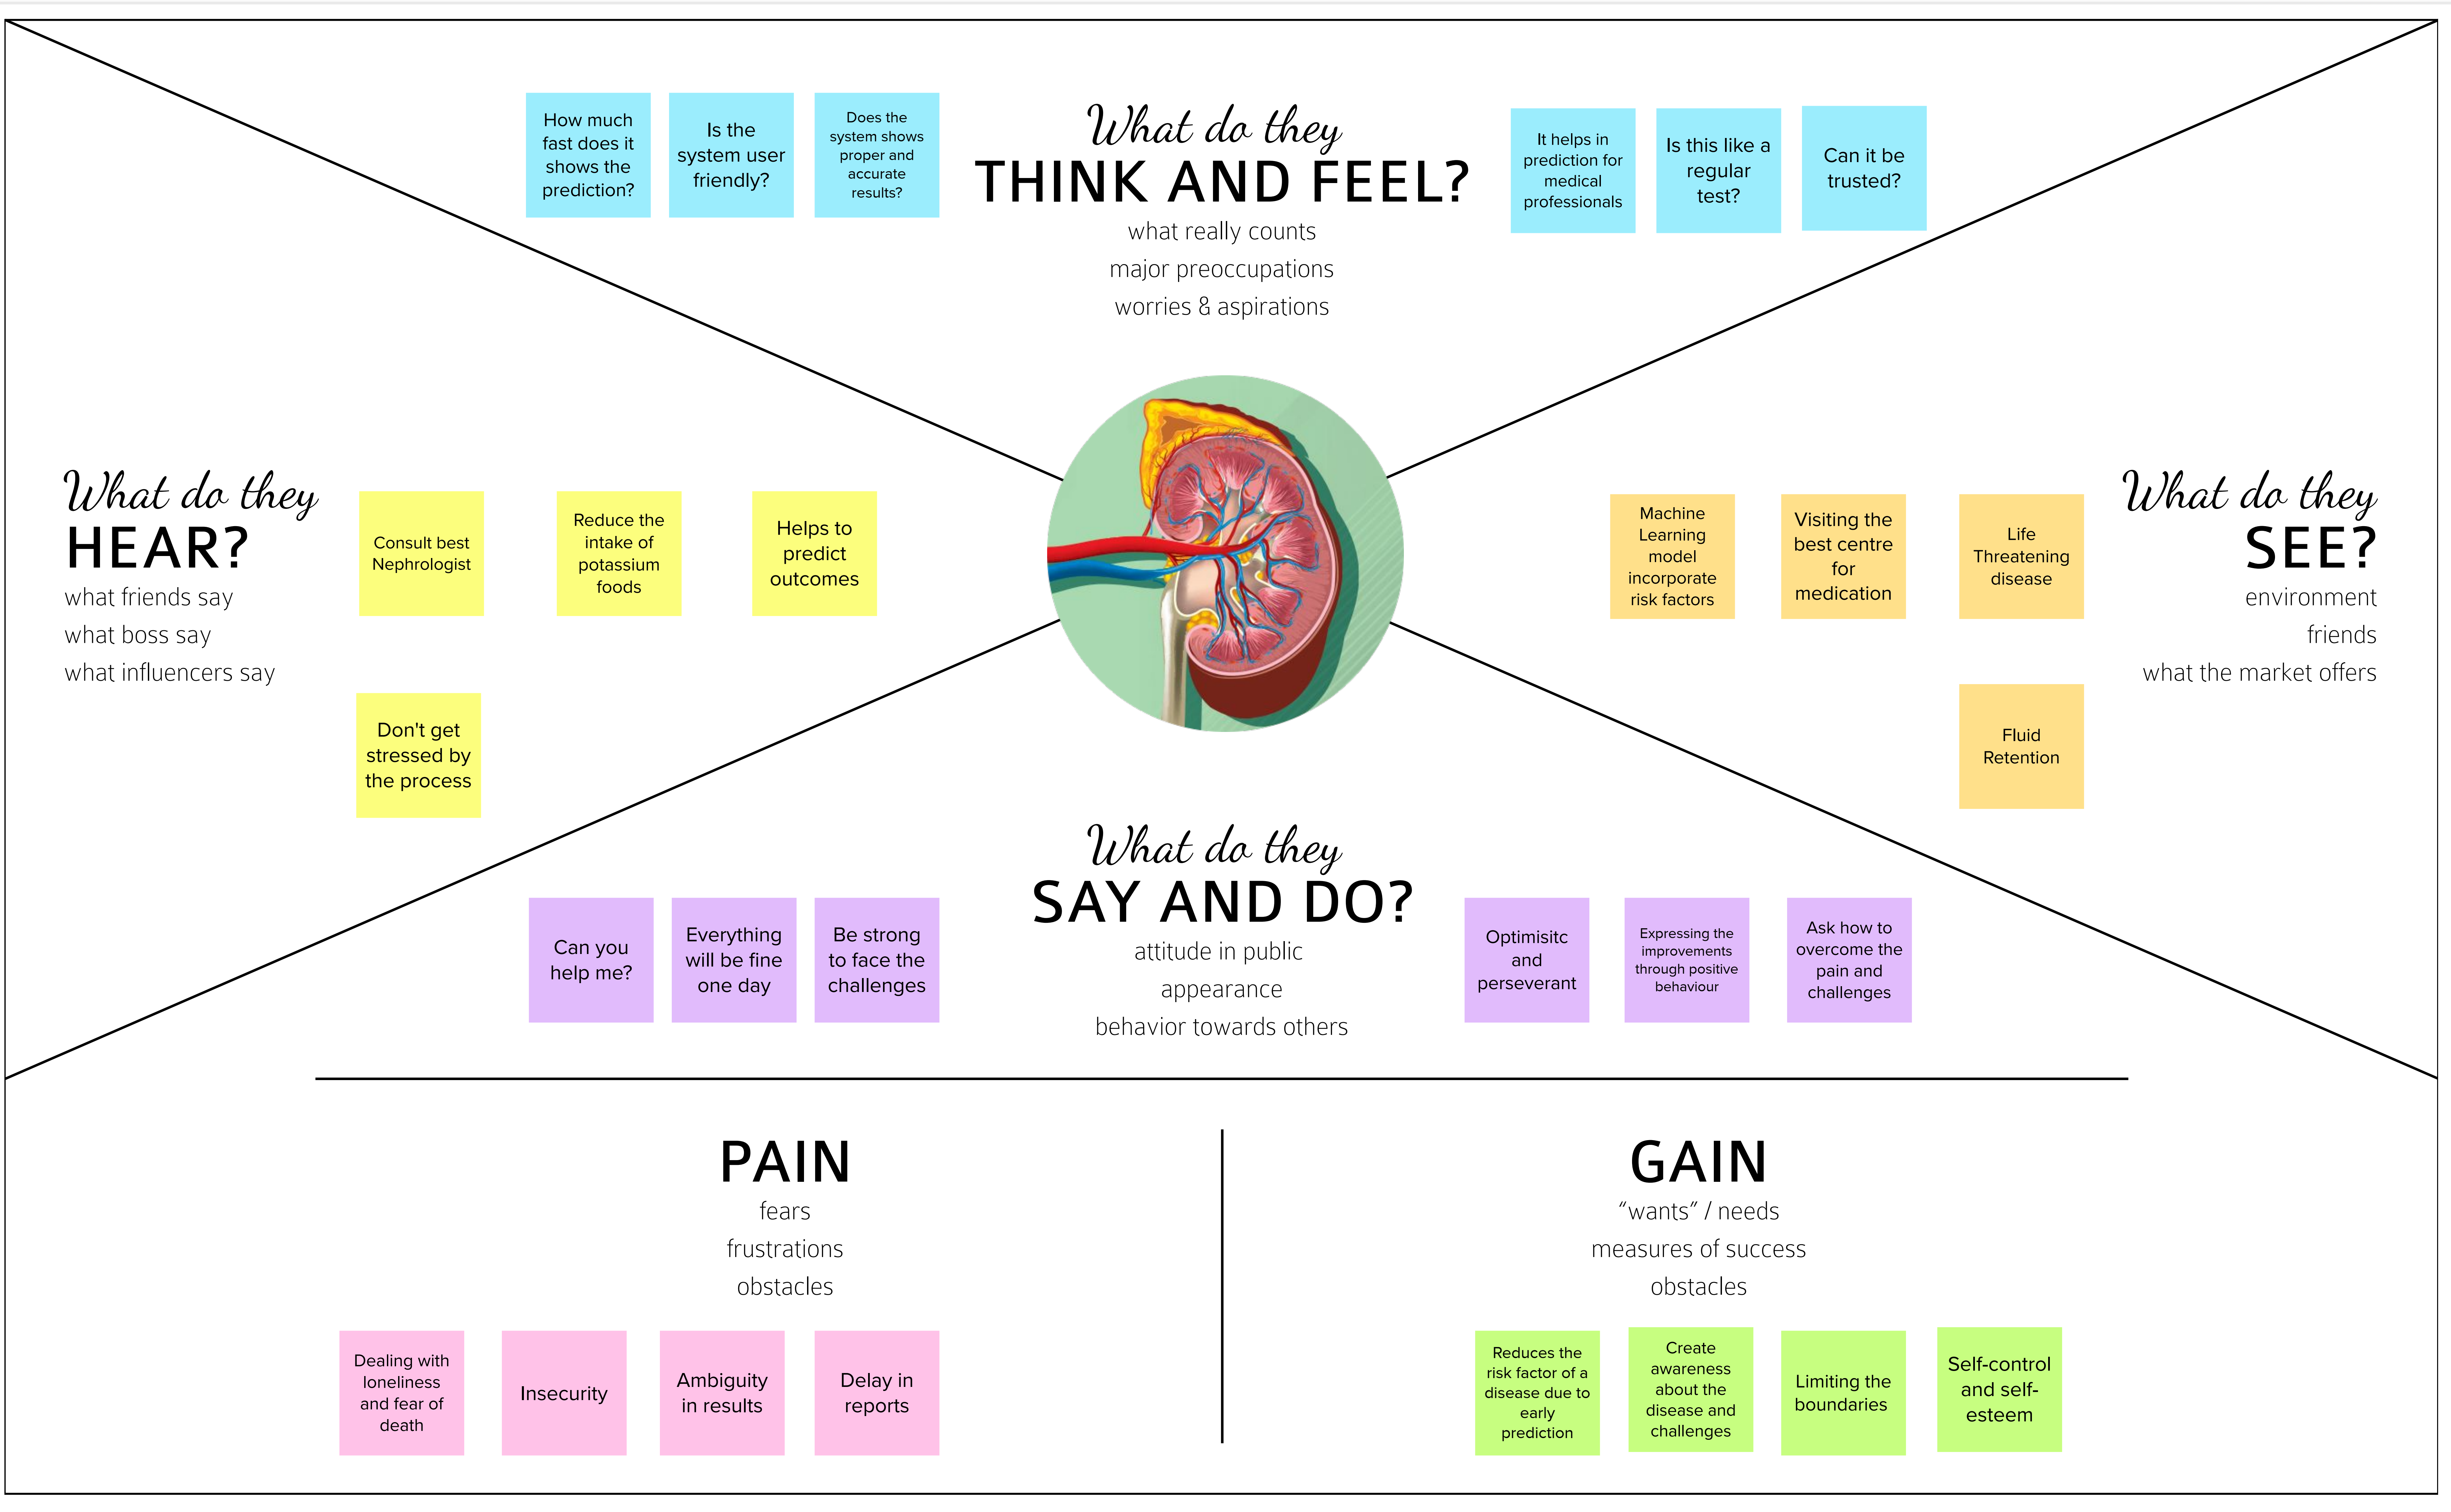 How much
fast does it
shows the
prediction?
Is the
system user
friendly?
Does the
system shows
proper and
accurate
results?
What do they
THINK AND FEEL?
what really counts
major preoccupations
worries & aspirations
It helps in
prediction for
medical
professionals
Is this like a
regular
test?
Can it be
trusted?
What do they
HEAR?
what friends say
what boss say
what influencers say
Consult best
Nephrologist
Reduce the
intake of
potassium
foods
Helps to
predict
outcomes
Don't get
stressed by
the process
Machine
Learning
model
incorporate
risk factors
Visiting the
best centre
for
medication
Life
Threatening
disease
Fluid
Retention
What do they
SEE?
environment
friends
what the market offers
Can you
help me?
Everything
will be fine
one day
Be strong
to face the
challenges
What do they
SAY AND DO?
attitude in public
appearance
behavior towards others
Optimisitc
and
perseverant
Expressing the
improvements
through positive
behaviour
Ask how to
overcome the
pain and
challenges
PAIN
fears
frustrations
obstacles
Dealing with
loneliness
and fear of
death
Insecurity
Ambiguity
in results
Delay in
reports
GAIN
“wants” / needs
measures of success
obstacles
Reduces the
risk factor of a
disease due to
early
prediction
Create
awareness
about the
disease and
challenges
Limiting the
boundaries
Self-control
and self-
esteem